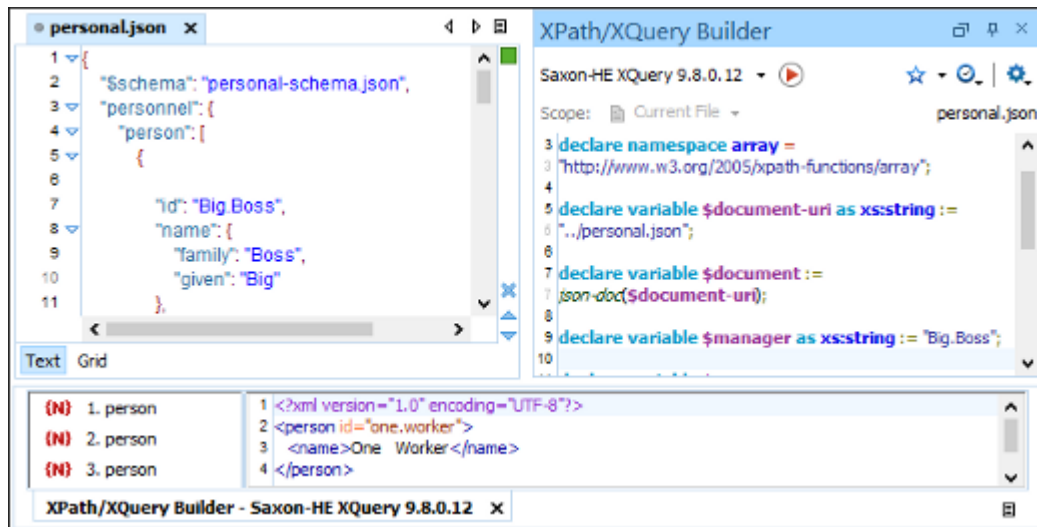 personal.json
1 {
2 "$schema": "personal-schema.json",
3 "personnel": {
4 "person": [
5 {
6
7 "id": "Big.Boss",
8 "name": {
9 "family": "Boss",
10 "given": "Big"
11 },
Text Grid
XPath/XQuery Builder
Saxon-HE XQuery 9.8.0.12
Scope: Current File personal.json
3 declare namespace array =
3 "http://www.w3.org/2005/xpath-functions/array";
4
5 declare variable $document-uri as xs:string :=
5 "../personal.json";
6
7 declare variable $document :=
7 json-doc($document-uri);
8
9 declare variable $manager as xs:string := "Big.Boss";
10
{N} 1. person
{N} 2. person
{N} 3. person
1 <?xml version="1.0" encoding="UTF-8"?>
2 <person id="one.worker">
3 <name>One Worker</name>
4 </person>
XPath/XQuery Builder - Saxon-HE XQuery 9.8.0.12